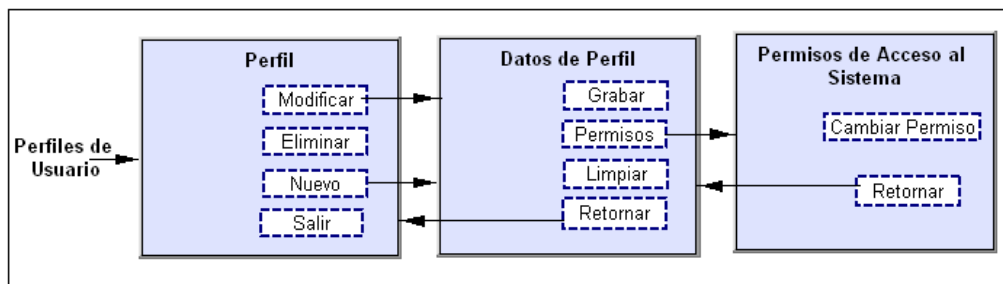 Perfiles de
Usuario
Perfil
Modificar
Eliminar
Nuevo
Salir
Datos de Perfil
Grabar
Permisos
Limpiar
Retornar
Permisos de Acceso al
Sistema
Cambiar Permiso
Retornar